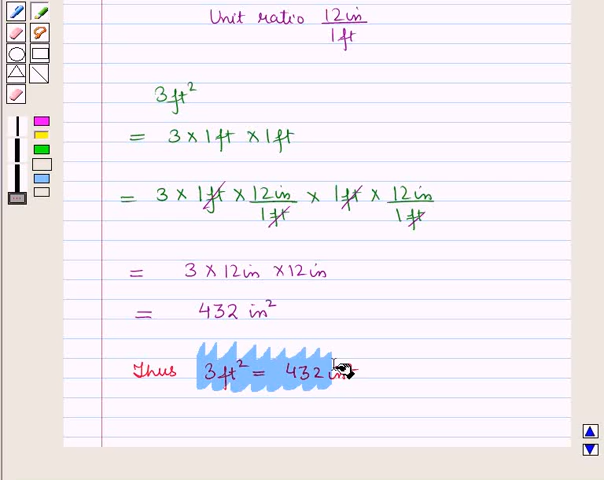 Unit ratio 12in/1ft
3ft²
= 3 × 1ft × 1ft
= 3 × 1ft × 12in/1ft × 1ft × 12in/1ft
= 3 × 12in × 12in
= 432 in²
Thus 3ft² = 432